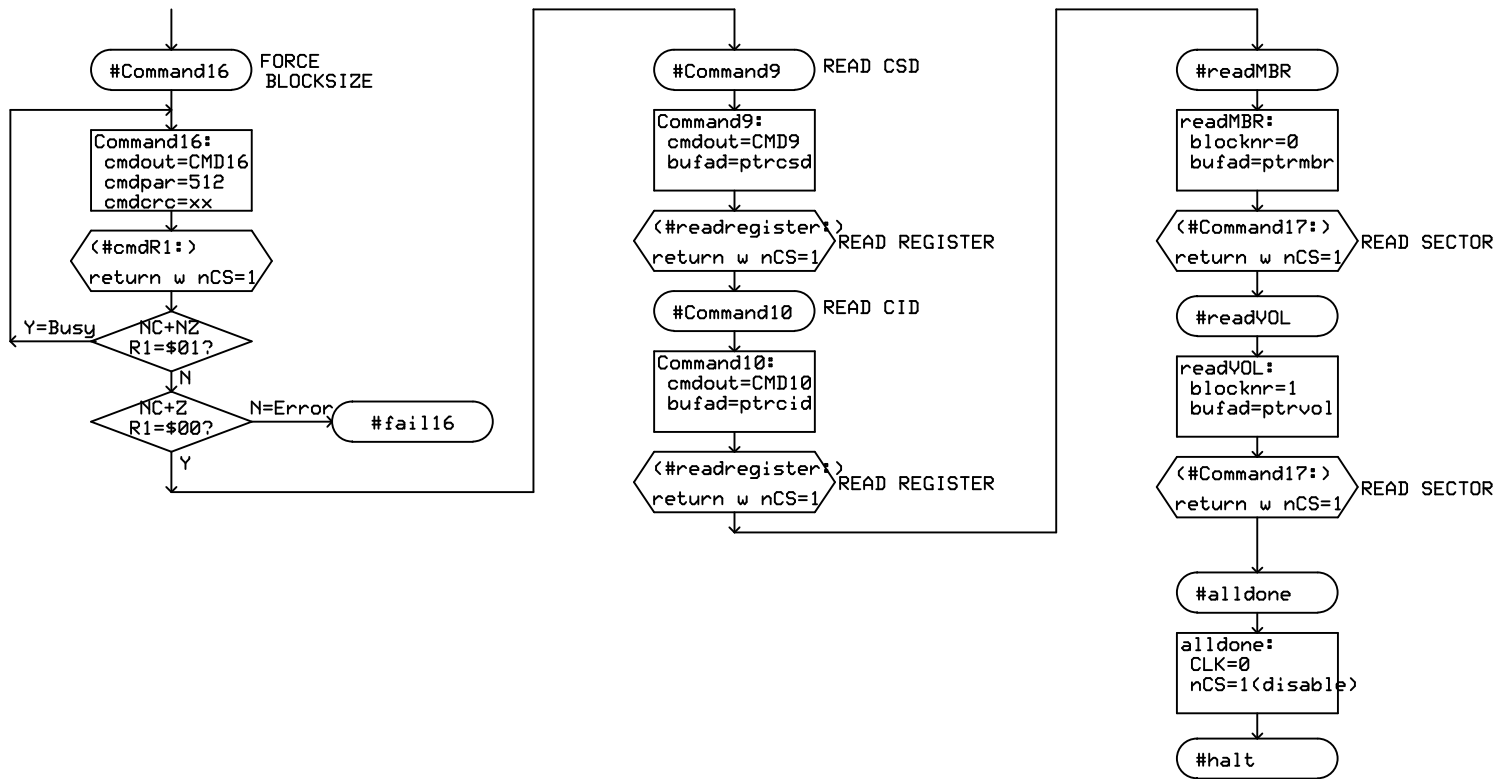 #Command16
FORCE
BLOCKSIZE
Command16:
cmdout=CMD16
cmdpar=512
cmdcrc=xx
(#cmdR1:)
return w nCS=1
Y=Busy
NC+NZ
R1=$01?
N
NC+Z
R1=$00?
N=Error
#fail16
Y
#Command9
READ CSD
Command9:
cmdout=CMD9
bufad=ptrcsd
(#readregister:)
return w nCS=1
READ REGISTER
#Command10
READ CID
Command10:
cmdout=CMD10
bufad=ptrcid
(#readregister:)
return w nCS=1
READ REGISTER
#readMBR
readMBR:
blocknr=0
bufad=ptrmbr
(#Command17:)
return w nCS=1
READ SECTOR
#readVOL
readVOL:
blocknr=1
bufad=ptrvol
(#Command17:)
return w nCS=1
READ SECTOR
#alldone
alldone:
CLK=0
nCS=1(disable)
#halt